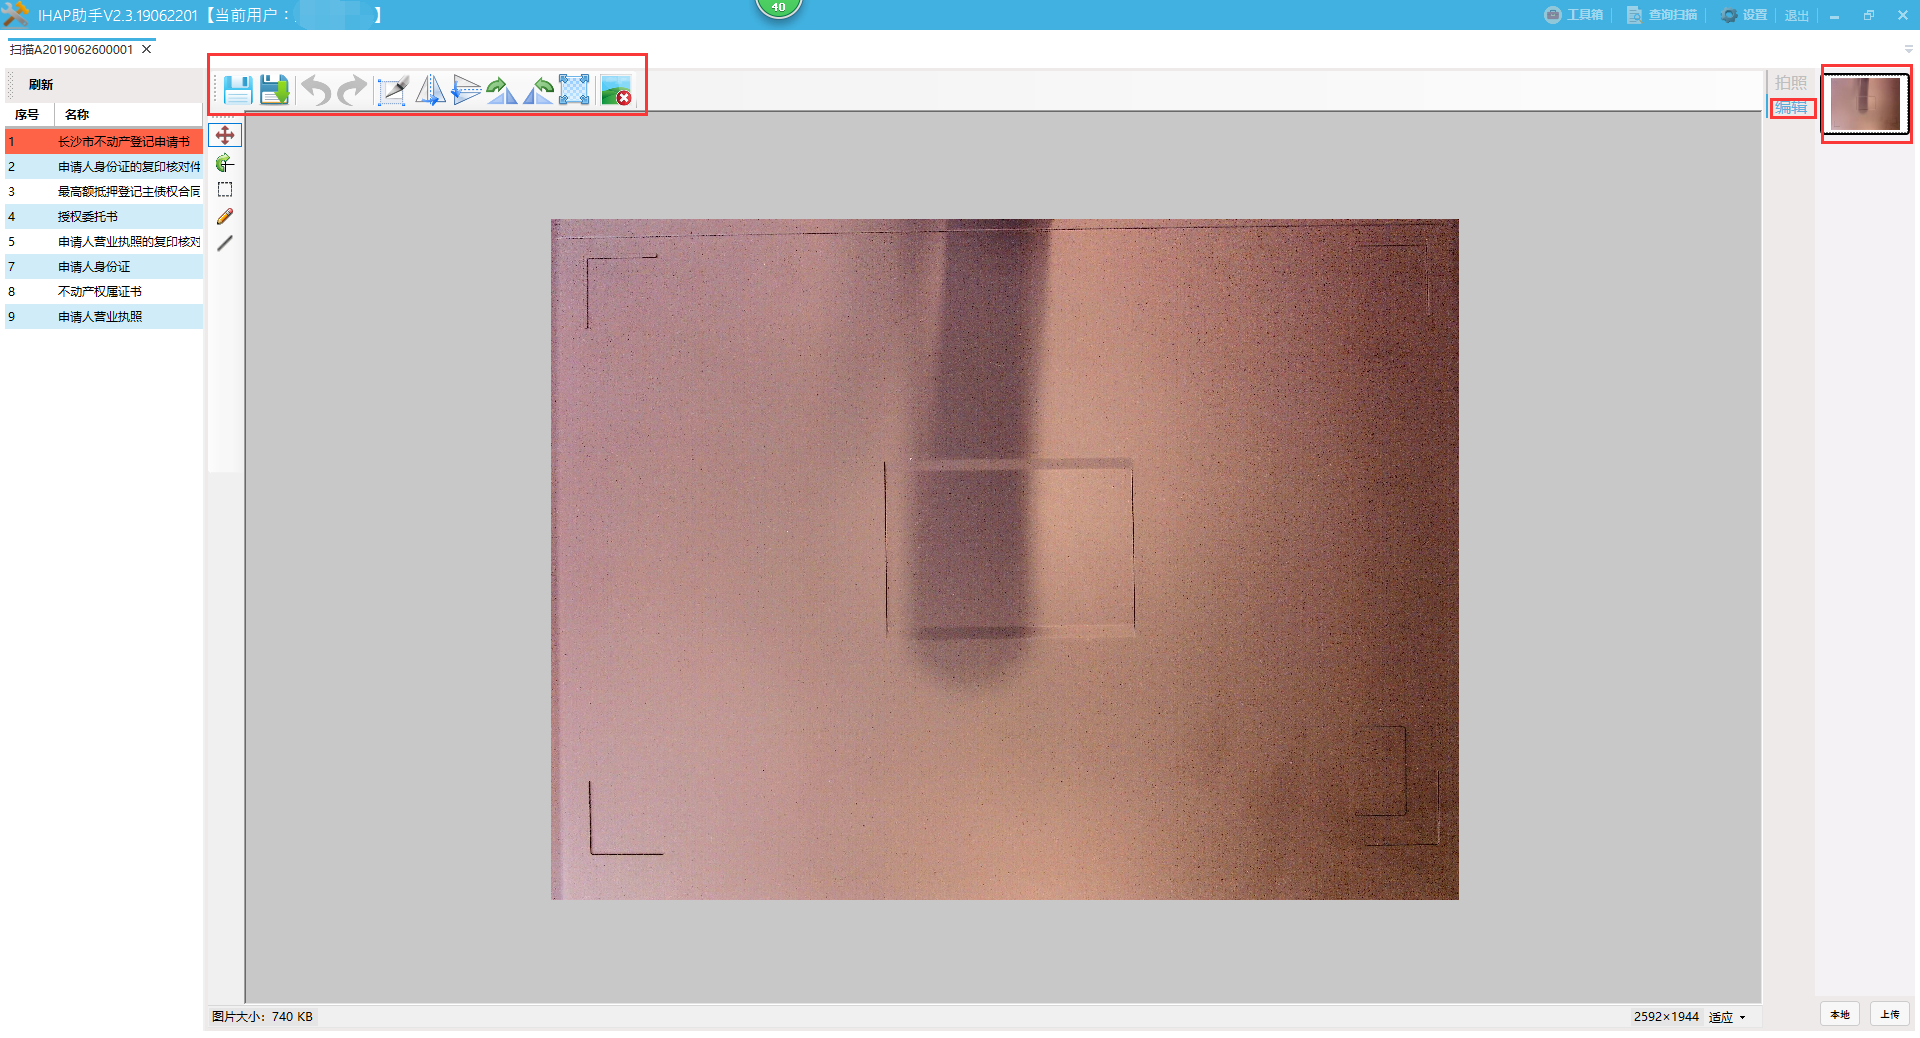 IHAP助手V2.3.19062201【当前用户： 】
40
工具箱
查询扫描
设置
退出
扫描A2019062600001
刷新
序号 名称
1 长沙市不动产登记申请书
2 申请人身份证的复印核对件
3 最高额抵押登记主债权合同
4 授权委托书
5 申请人营业执照的复印核对
7 申请人身份证
8 不动产权属证书
9 申请人营业执照
拍照
编辑
图片大小：740 KB
2592×1944 适应
本地
上传